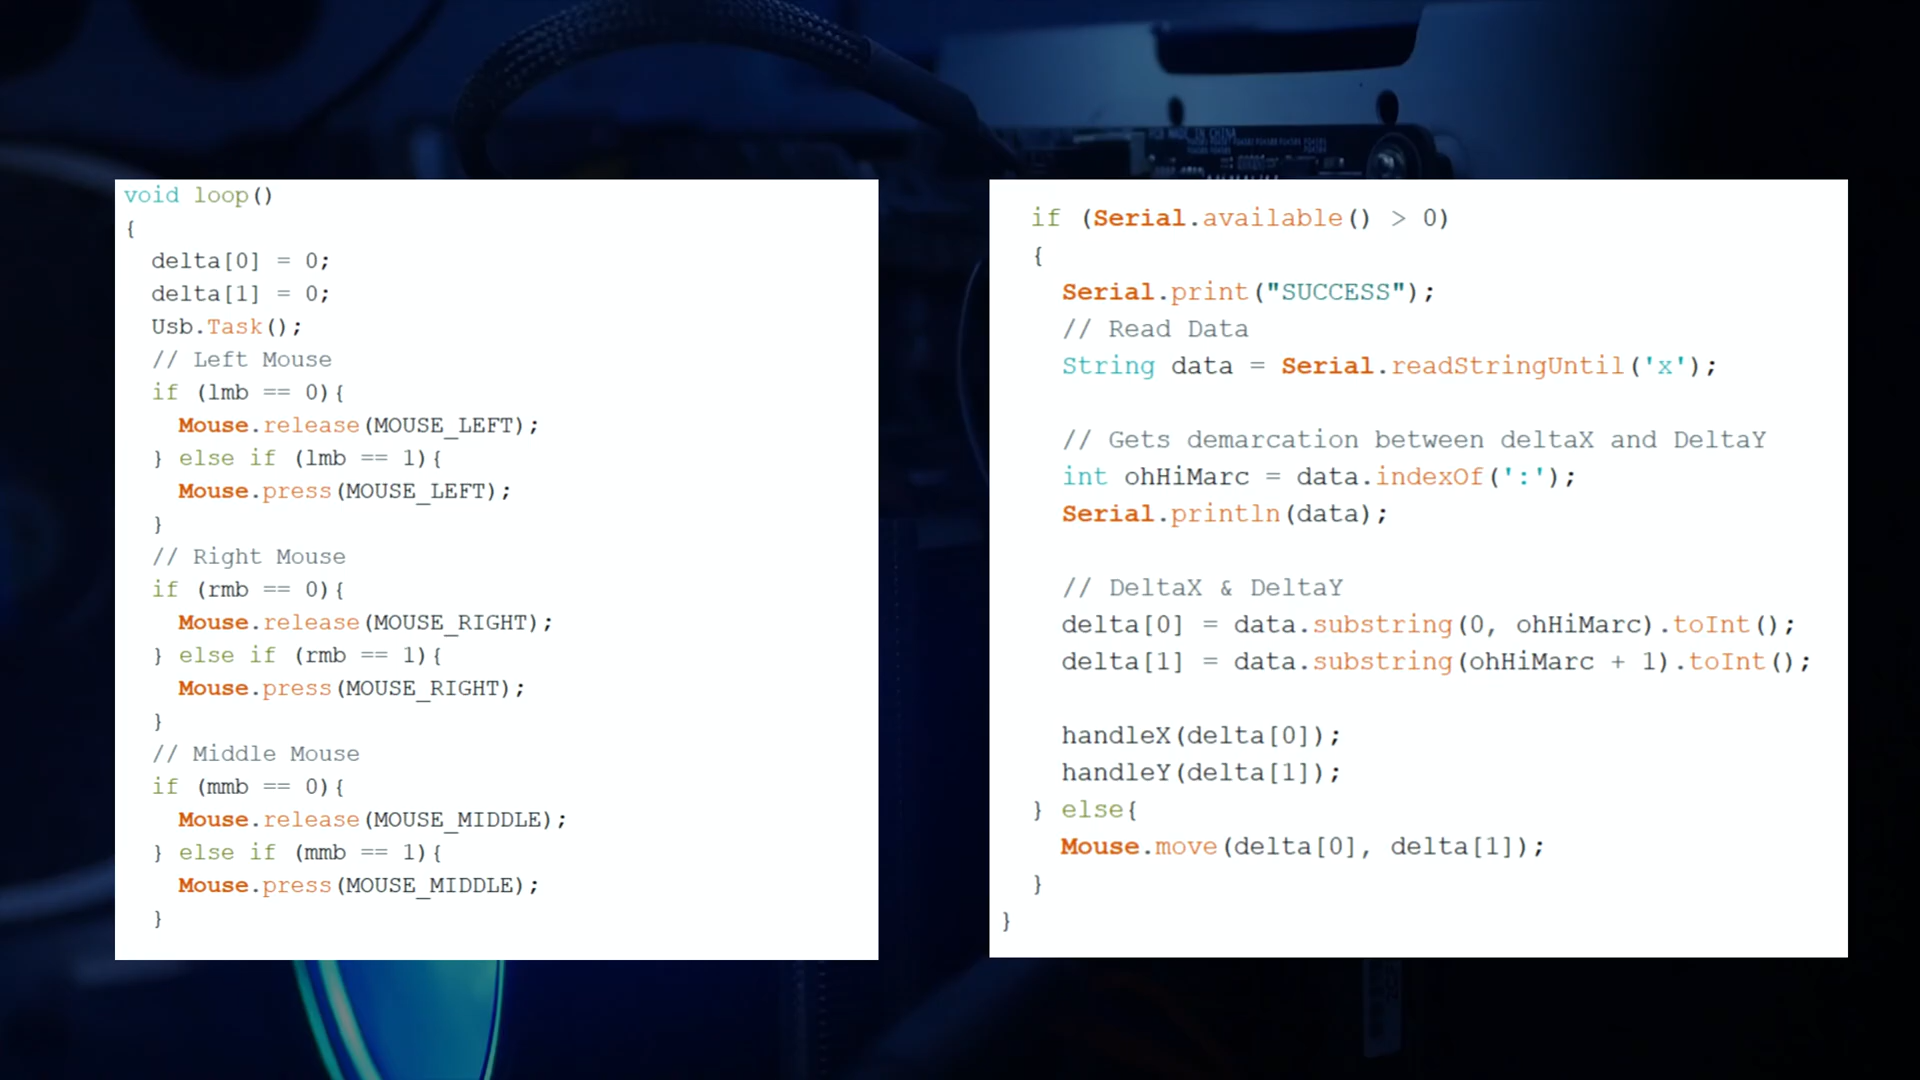 PCB MADE IN CHINA
void loop()
{
delta[0] = 0;
delta[1] = 0;
Usb.Task();
// Left Mouse
if (lmb == 0){
Mouse.release(MOUSE_LEFT);
} else if (lmb == 1){
Mouse.press(MOUSE_LEFT);
}
// Right Mouse
if (rmb == 0){
Mouse.release(MOUSE_RIGHT);
} else if (rmb == 1){
Mouse.press(MOUSE_RIGHT);
}
// Middle Mouse
if (mmb == 0){
Mouse.release(MOUSE_MIDDLE);
} else if (mmb == 1){
Mouse.press(MOUSE_MIDDLE);
}
if (Serial.available() > 0)
{
Serial.print("SUCCESS");
// Read Data
String data = Serial.readStringUntil('x');
// Gets demarcation between deltaX and DeltaY
int ohHiMarc = data.indexOf(':');
Serial.println(data);
// DeltaX & DeltaY
delta[0] = data.substring(0, ohHiMarc).toInt();
delta[1] = data.substring(ohHiMarc + 1).toInt();
handleX(delta[0]);
handleY(delta[1]);
} else{
Mouse.move(delta[0], delta[1]);
}
}